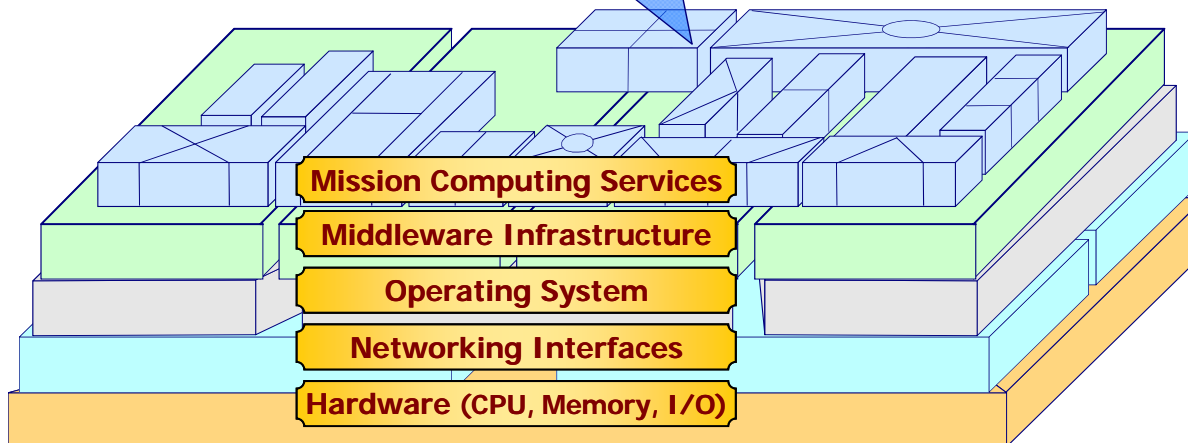 Mission Computing Services
Middleware Infrastructure
Operating System
Networking Interfaces
Hardware (CPU, Memory, I/O)